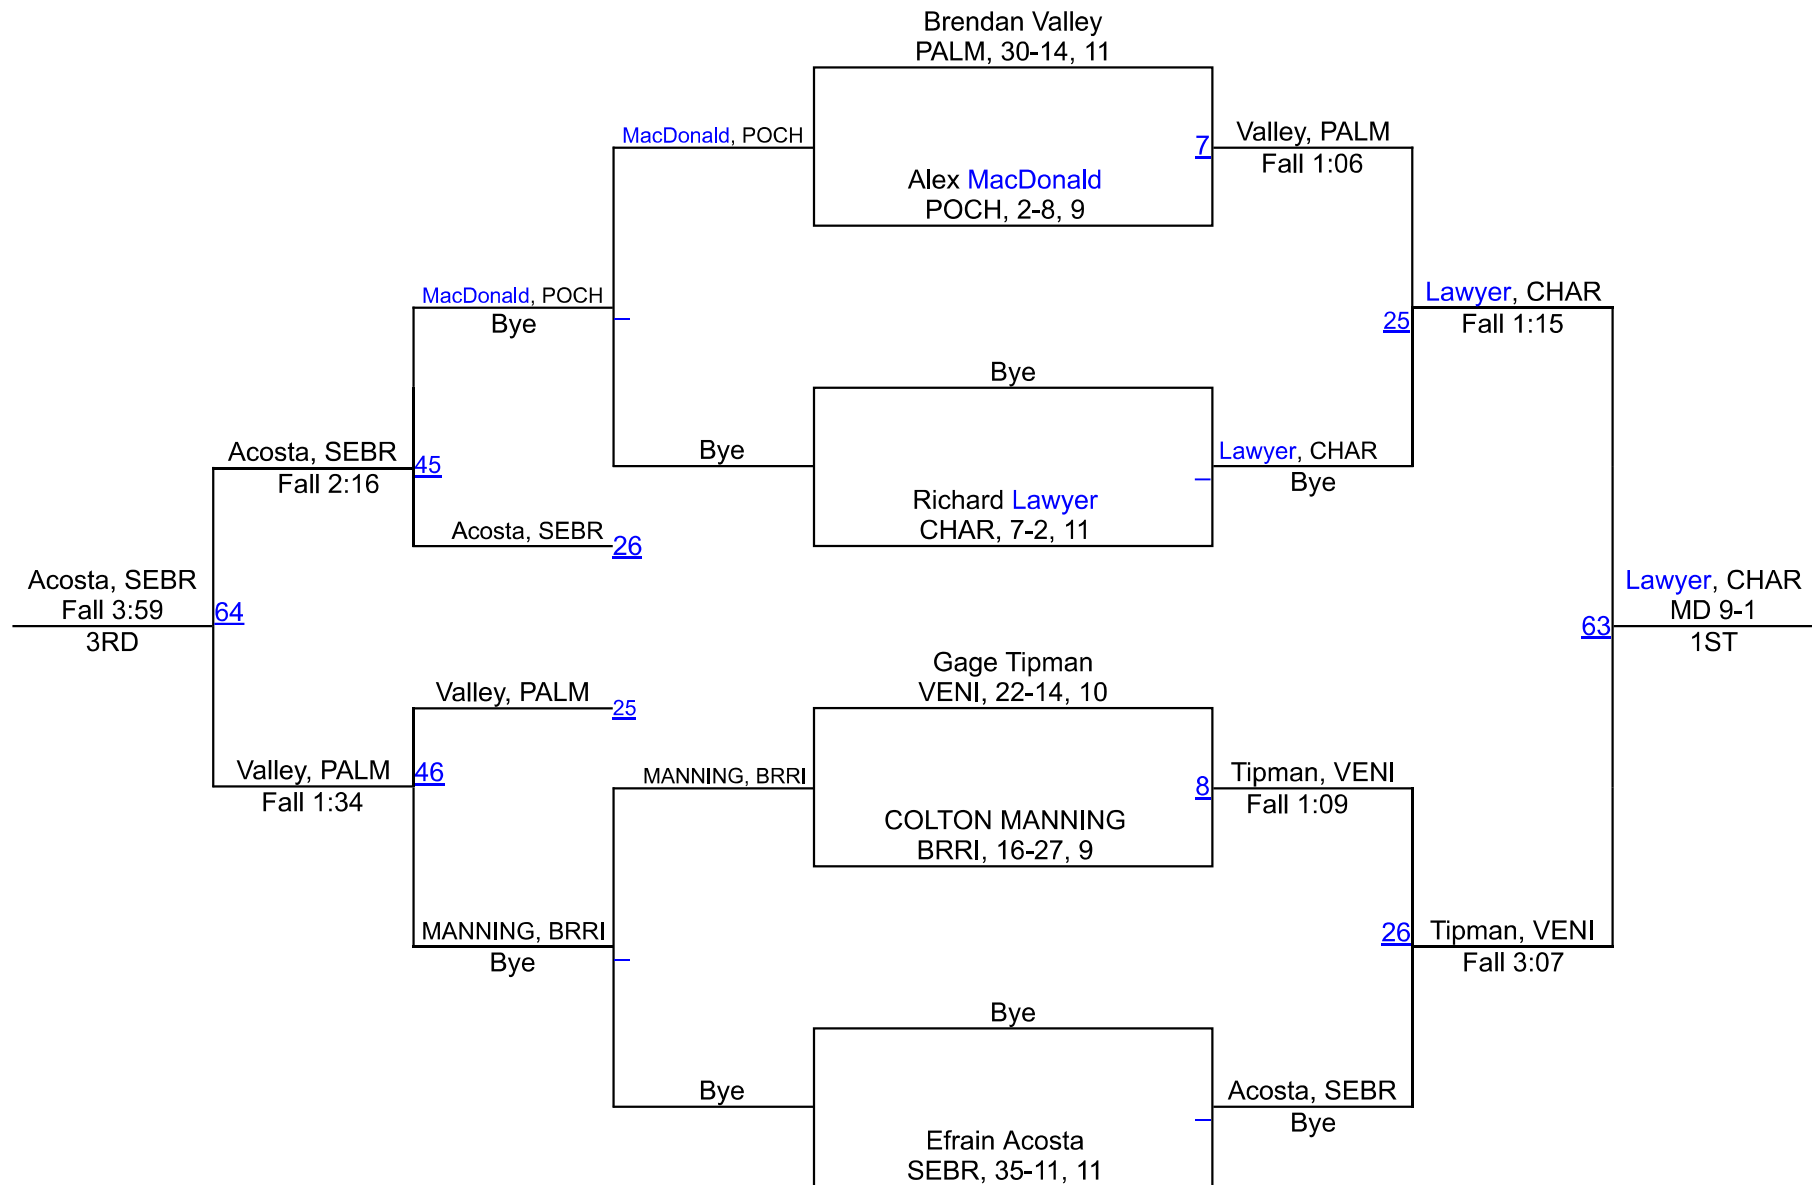 Brendan Valley
PALM, 30-14, 11
MacDonald, POCH
7
Valley, PALM
Fall 1:06
Alex MacDonald
POCH, 2-8, 9
MacDonald, POCH
Bye
25
Lawyer, CHAR
Fall 1:15
Bye
Acosta, SEBR
Fall 2:16
45
Bye
Lawyer, CHAR
Bye
Richard Lawyer
CHAR, 7-2, 11
Acosta, SEBR
26
Acosta, SEBR
Fall 3:59
3RD
64
63
Lawyer, CHAR
MD 9-1
1ST
Gage Tipman
VENI, 22-14, 10
Valley, PALM
25
Valley, PALM
Fall 1:34
46
MANNING, BRRI
8
Tipman, VENI
Fall 1:09
COLTON MANNING
BRRI, 16-27, 9
MANNING, BRRI
Bye
26
Tipman, VENI
Fall 3:07
Bye
Bye
Acosta, SEBR
Bye
Efrain Acosta
SEBR, 35-11, 11